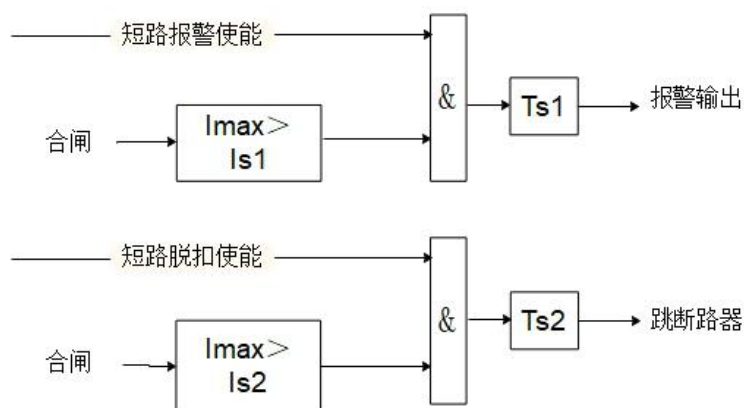 短路报警使能
&
Ts1
报警输出
合闸
Imax>
Is1
短路脱扣使能
&
Ts2
跳断路器
合闸
Imax>
Is2